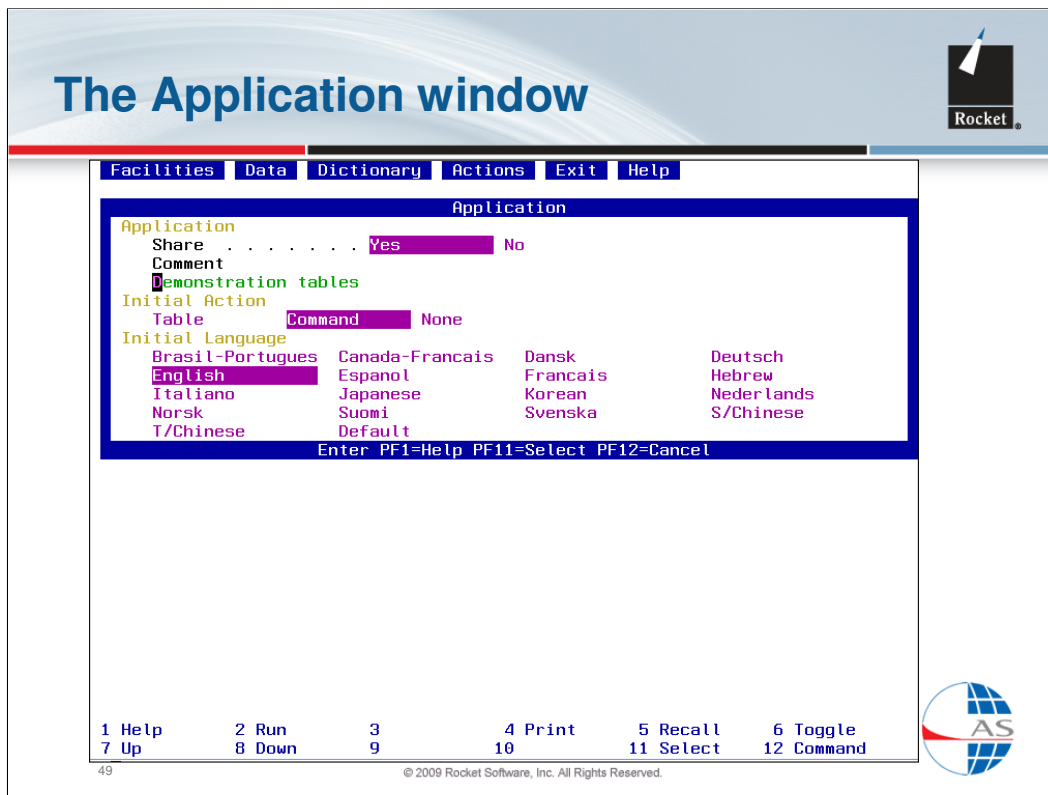 The Application window
Rocket ®
Facilities Data Dictionary Actions Exit Help
Application
Application
Share . . . . . . . Yes No
Comment
Demonstration tables
Initial Action
Table Command None
Initial Language
Brasil-Portugues Canada-Francais Dansk Deutsch
English Espanol Francais Hebrew
Italiano Japanese Korean Nederlands
Norsk Suomi Svenska S/Chinese
T/Chinese Default
Enter PF1=Help PF11=Select PF12=Cancel
1 Help 2 Run 3 4 Print 5 Recall 6 Toggle
7 Up 8 Down 9 10 11 Select 12 Command
AS
49 © 2009 Rocket Software, Inc. All Rights Reserved.